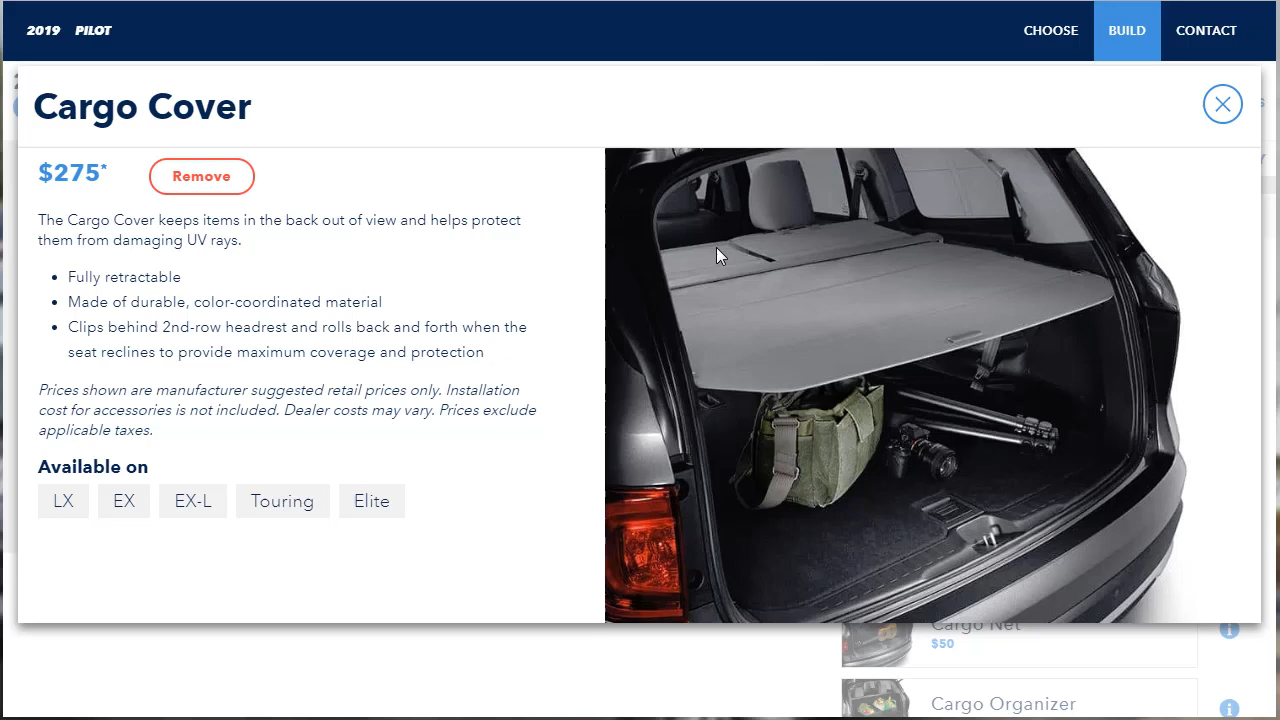 2019 PILOT
CHOOSE
BUILD
CONTACT
Cargo Cover
$275*
Remove
The Cargo Cover keeps items in the back out of view and helps protect
them from damaging UV rays.
• Fully retractable
• Made of durable, color-coordinated material
• Clips behind 2nd-row headrest and rolls back and forth when the
seat reclines to provide maximum coverage and protection
Prices shown are manufacturer suggested retail prices only. Installation
cost for accessories is not included. Dealer costs may vary. Prices exclude
applicable taxes.
Available on
LX
EX
EX-L
Touring
Elite
Cargo Net
$50
Cargo Organizer